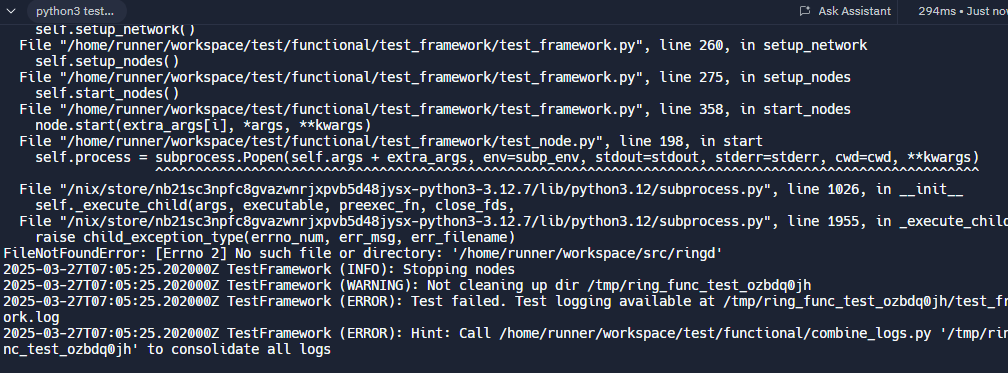 python3 test...
Ask Assistant
294ms • Just now
self.setup_network()
File "/home/runner/workspace/test/functional/test_framework/test_framework.py", line 260, in setup_network
self.setup_nodes()
File "/home/runner/workspace/test/functional/test_framework/test_framework.py", line 275, in setup_nodes
self.start_nodes()
File "/home/runner/workspace/test/functional/test_framework/test_framework.py", line 358, in start_nodes
node.start(extra_args[i], *args, **kwargs)
File "/home/runner/workspace/test/functional/test_framework/test_node.py", line 198, in start
self.process = subprocess.Popen(self.args + extra_args, env=subp_env, stdout=stdout, stderr=stderr, cwd=cwd, **kwargs)
^^^^^^^^^^^^^^^^^^^^^^^^^^^^^^^^^^^^^^^^^^^^^^^^^^^^^^^^^^^^^^^^^^^^^^^^^^^^^^^^^^^^^^^^^^^^^^^^^^^^^^^
File "/nix/store/nb21sc3npfc8gvazwnrjxpvb5d48jysx-python3-3.12.7/lib/python3.12/subprocess.py", line 1026, in __init__
self._execute_child(args, executable, preexec_fn, close_fds,
File "/nix/store/nb21sc3npfc8gvazwnrjxpvb5d48jysx-python3-3.12.7/lib/python3.12/subprocess.py", line 1955, in _execute_child
raise child_exception_type(errno_num, err_msg, err_filename)
FileNotFoundError: [Errno 2] No such file or directory: '/home/runner/workspace/src/ringd'
2025-03-27T07:05:25.202000Z TestFramework (INFO): Stopping nodes
2025-03-27T07:05:25.202000Z TestFramework (WARNING): Not cleaning up dir /tmp/ring_func_test_ozbdq0jh
2025-03-27T07:05:25.202000Z TestFramework (ERROR): Test failed. Test logging available at /tmp/ring_func_test_ozbdq0jh/test_fr
ork.log
2025-03-27T07:05:25.202000Z TestFramework (ERROR): Hint: Call /home/runner/workspace/test/functional/combine_logs.py '/tmp/rin
nc_test_ozbdq0jh' to consolidate all logs